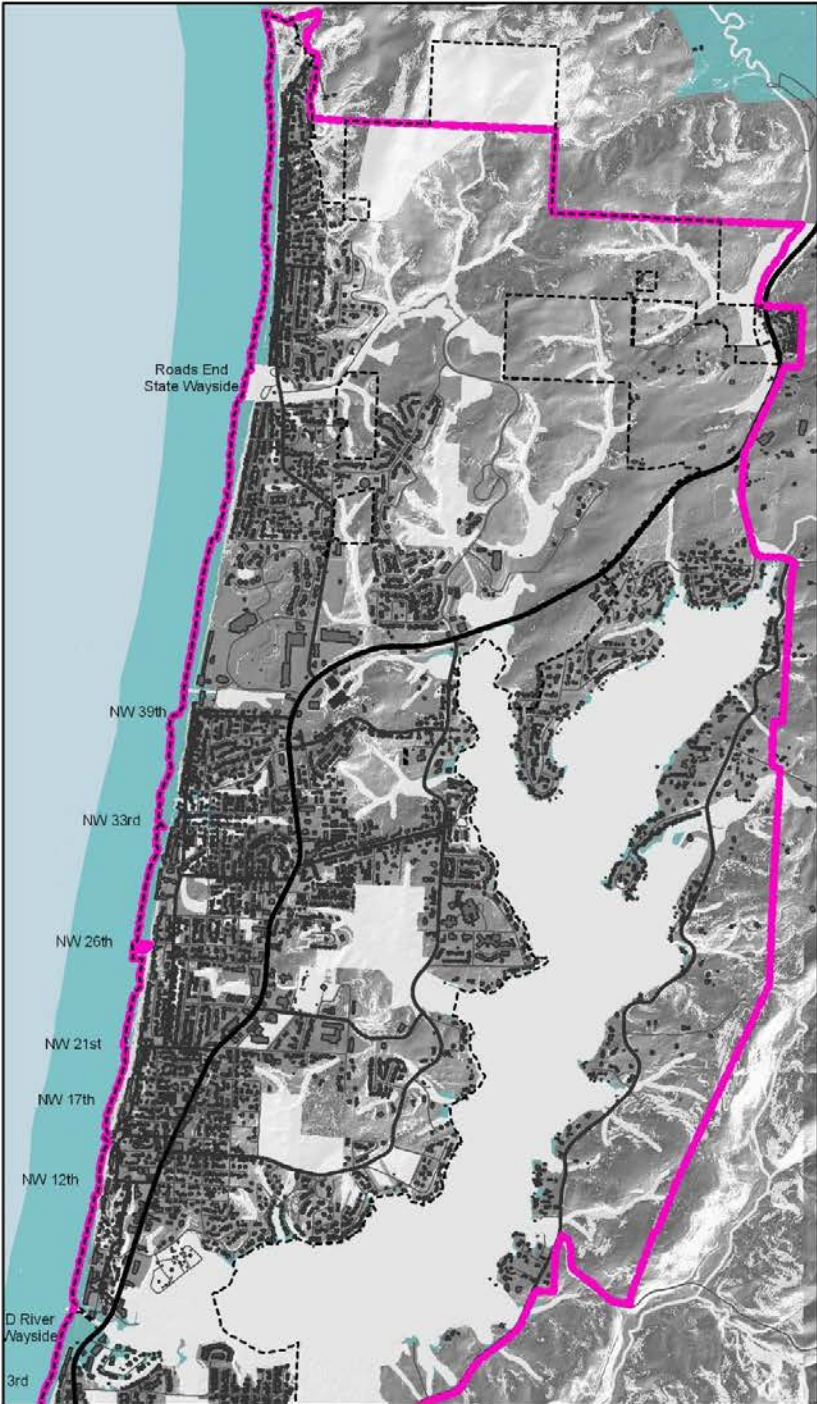 Roads End
State Wayside
NW 39th
NW 33rd
NW 26th
NW 21st
NW 17th
NW 12th
D River
Wayside
3rd